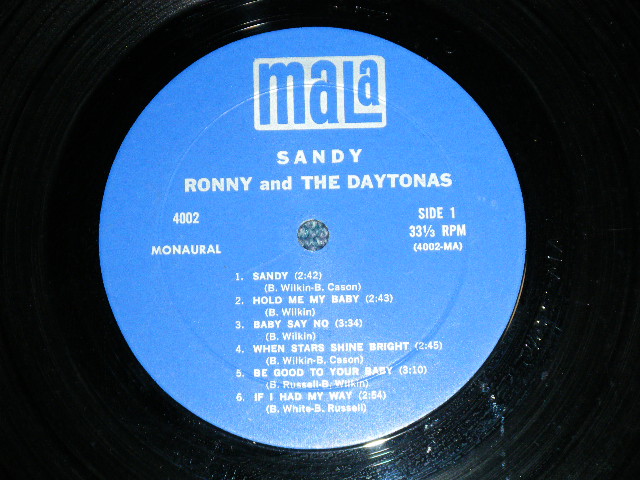 mala
SANDY
RONNY and THE DAYTONAS
4002
SIDE 1
MONAURAL
33⅓ RPM
(4002-MA)
1. SANDY (2:42)
(B. Wilkin-B. Cason)
2. HOLD ME MY BABY (2:43)
(B. Wilkin)
3. BABY SAY NO (3:34)
(B. Wilkin)
4. WHEN STARS SHINE BRIGHT (2:45)
(B. Wilkin-B. Cason)
5. BE GOOD TO YOUR BABY (3:10)
(B. Russell-B. Wilkin)
6. IF I HAD MY WAY (2:54)
(B. White-B. Russell)